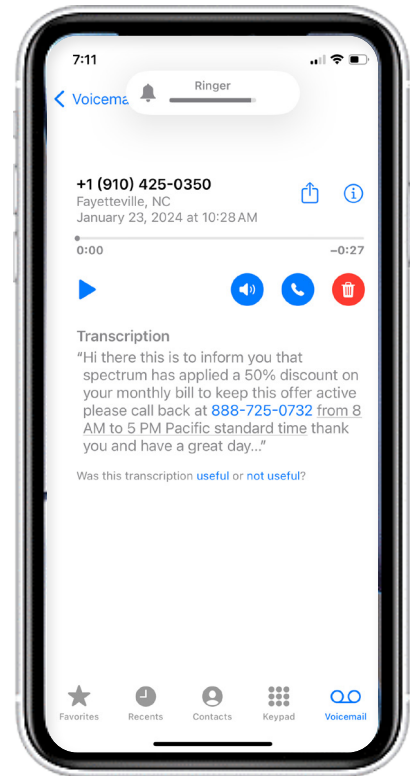 7:11
Ringer
Voicema
+1 (910) 425-0350
Fayetteville, NC
January 23, 2024 at 10:28 AM
0:00 −0:27
Transcription
“Hi there this is to inform you that
spectrum has applied a 50% discount on
your monthly bill to keep this offer active
please call back at 888-725-0732 from 8
AM to 5 PM Pacific standard time thank
you and have a great day...”
Was this transcription useful or not useful?
Favorites Recents Contacts Keypad Voicemail